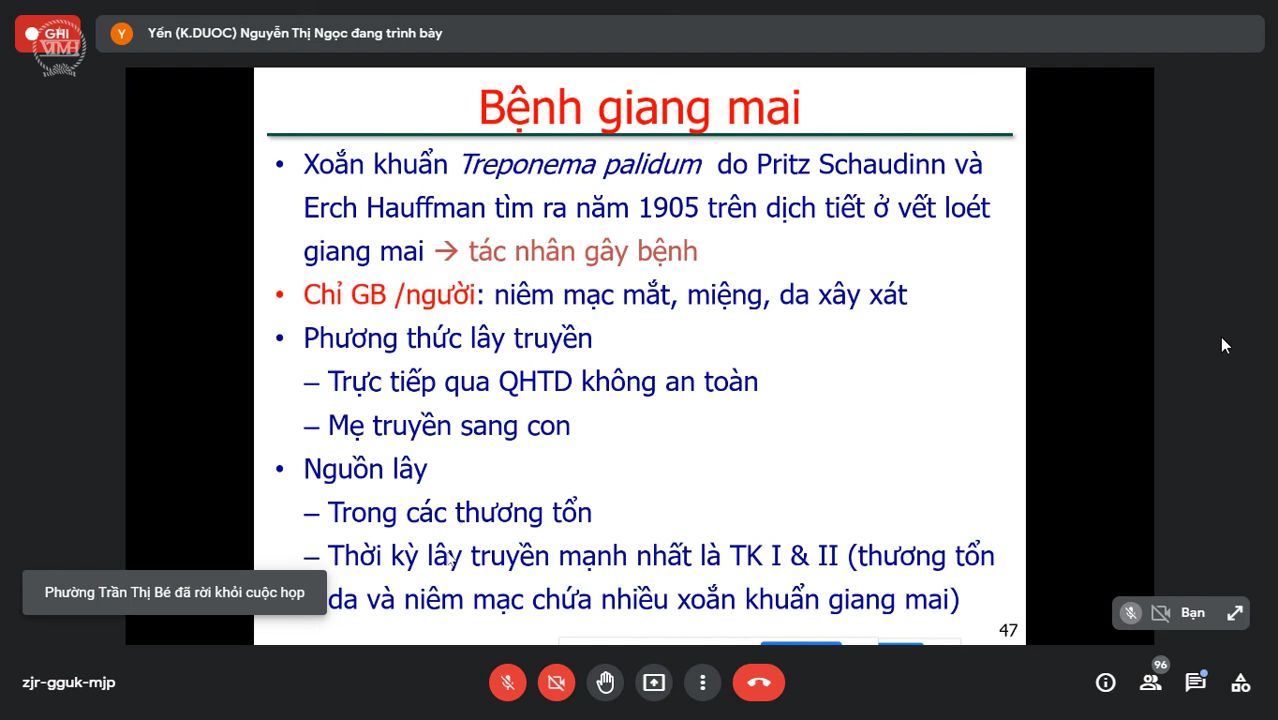 GHI
VTMH
Y
Yến (K.DUOC) Nguyễn Thị Ngọc đang trình bày
Bệnh giang mai
• Xoắn khuẩn Treponema palidum do Pritz Schaudinn và
Erch Hauffman tìm ra năm 1905 trên dịch tiết ở vết loét
giang mai → tác nhân gây bệnh
• Chỉ GB /người: niêm mạc mắt, miệng, da xây xát
• Phương thức lây truyền
– Trực tiếp qua QHTD không an toàn
– Mẹ truyền sang con
• Nguồn lây
– Trong các thương tổn
– Thời kỳ lây truyền mạnh nhất là TK I & II (thương tổn
da và niêm mạc chứa nhiều xoắn khuẩn giang mai)
47
Phường Trần Thị Bé đã rời khỏi cuộc họp
Bạn
zjr-gguk-mjp
96